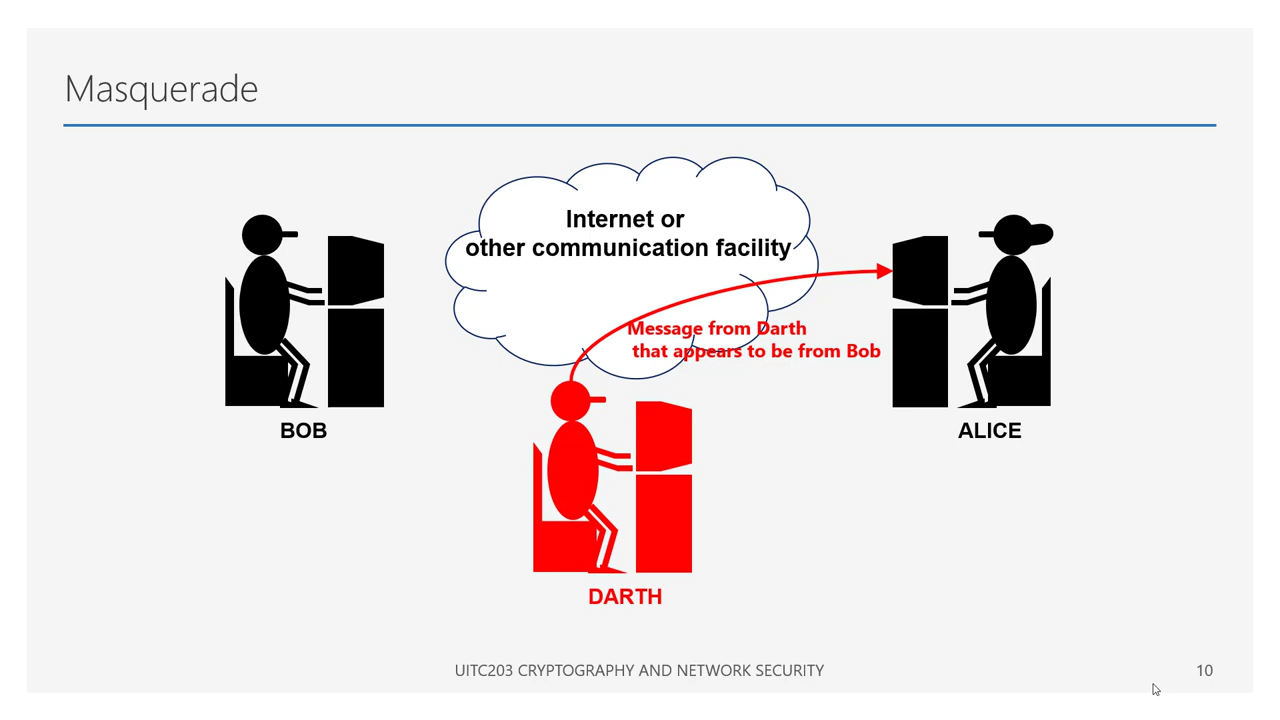 Masquerade
Internet or
other communication facility
Message from Darth
that appears to be from Bob
BOB
ALICE
DARTH
UITC203 CRYPTOGRAPHY AND NETWORK SECURITY
10